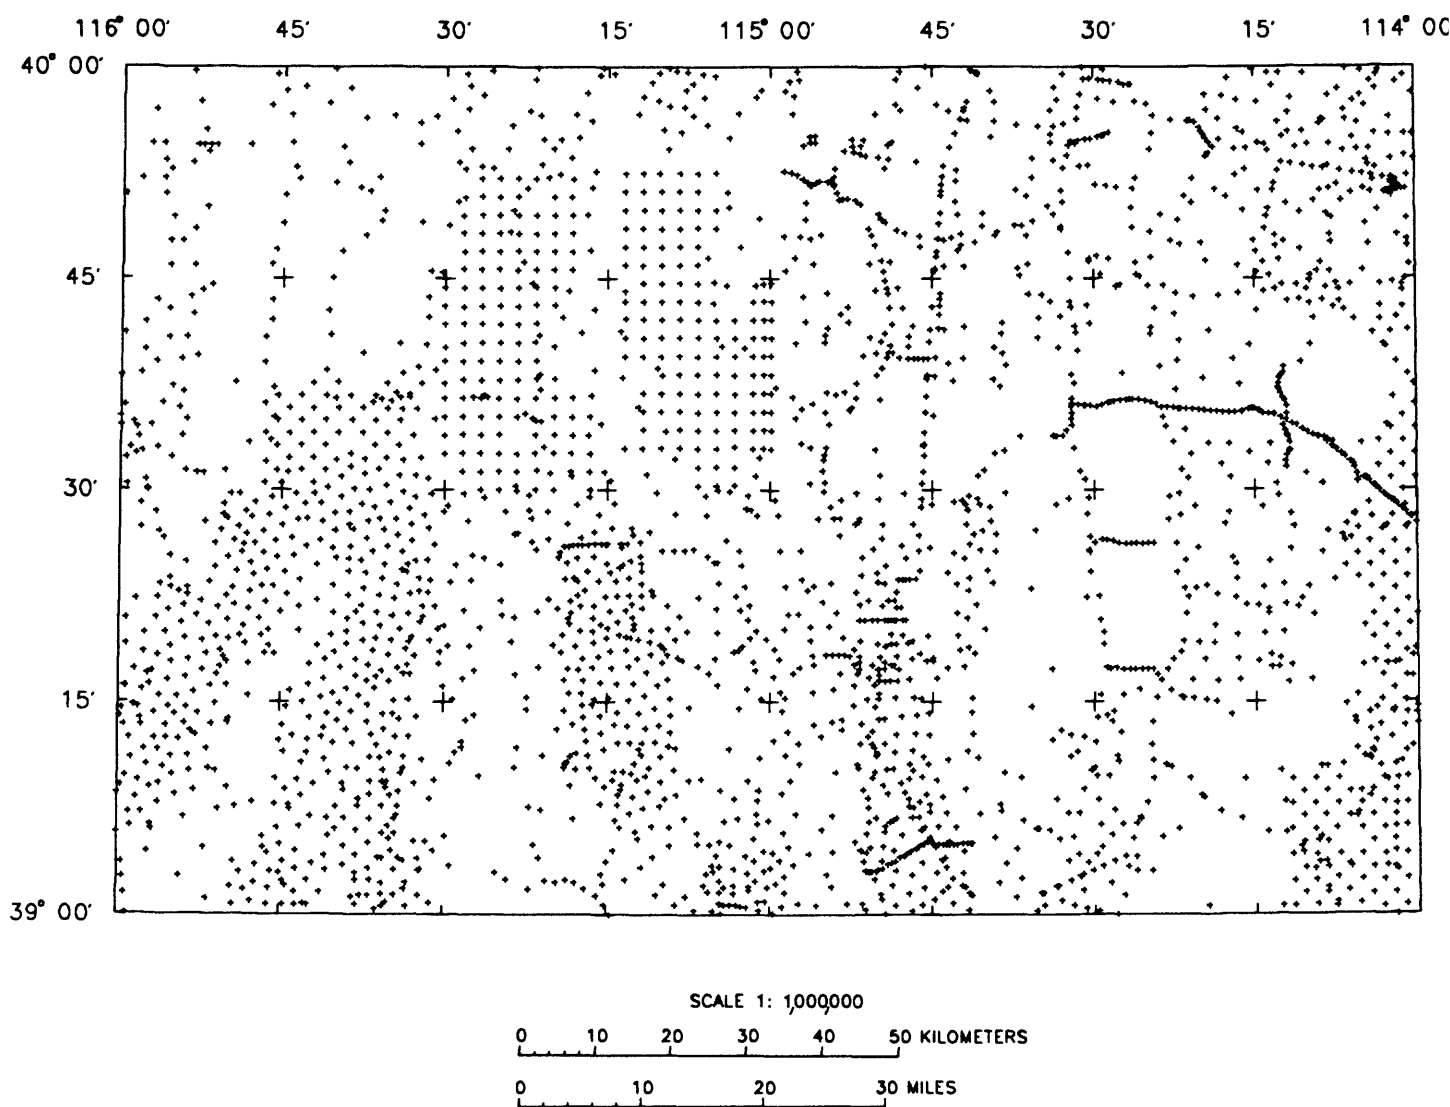 116° 00' 45' 30' 15' 115° 00' 45' 30' 15' 114° 00
40° 00'
45'
30'
15'
39° 00'
SCALE 1: 1,000,000
0 10 20 30 40 50 KILOMETERS
0 10 20 30 MILES